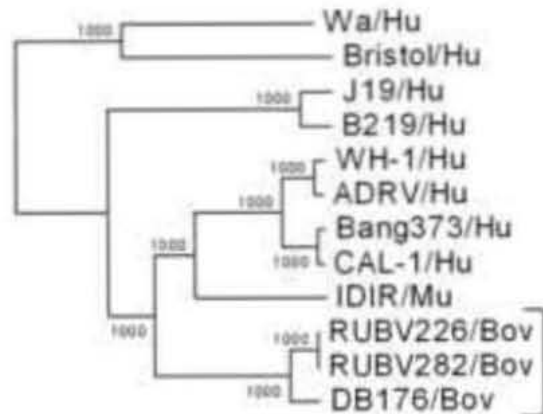 1000
Wa/Hu
Bristol/Hu
1000
J19/Hu
B219/Hu
1000
WH-1/Hu
ADRV/Hu
1000
Bang373/Hu
1000
CAL-1/Hu
1000
IDIR/Mu
1000
1000
RUBV226/Bov
RUBV282/Bov
1000
DB176/Bov